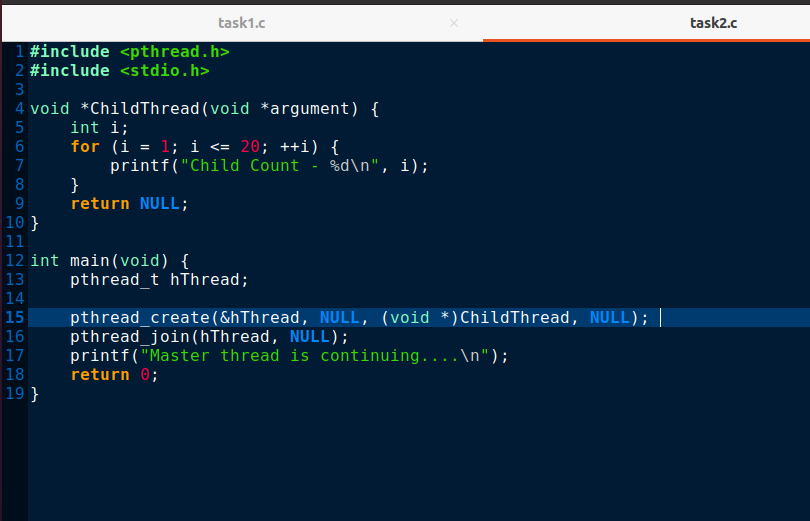 task1.c × task2.c
1 #include <pthread.h>
2 #include <stdio.h>
3
4 void *ChildThread(void *argument) {
5     int i;
6     for (i = 1; i <= 20; ++i) {
7         printf("Child Count - %d\n", i);
8     }
9     return NULL;
10 }
11
12 int main(void) {
13     pthread_t hThread;
14
15     pthread_create(&hThread, NULL, (void *)ChildThread, NULL);
16     pthread_join(hThread, NULL);
17     printf("Master thread is continuing....\n");
18     return 0;
19 }